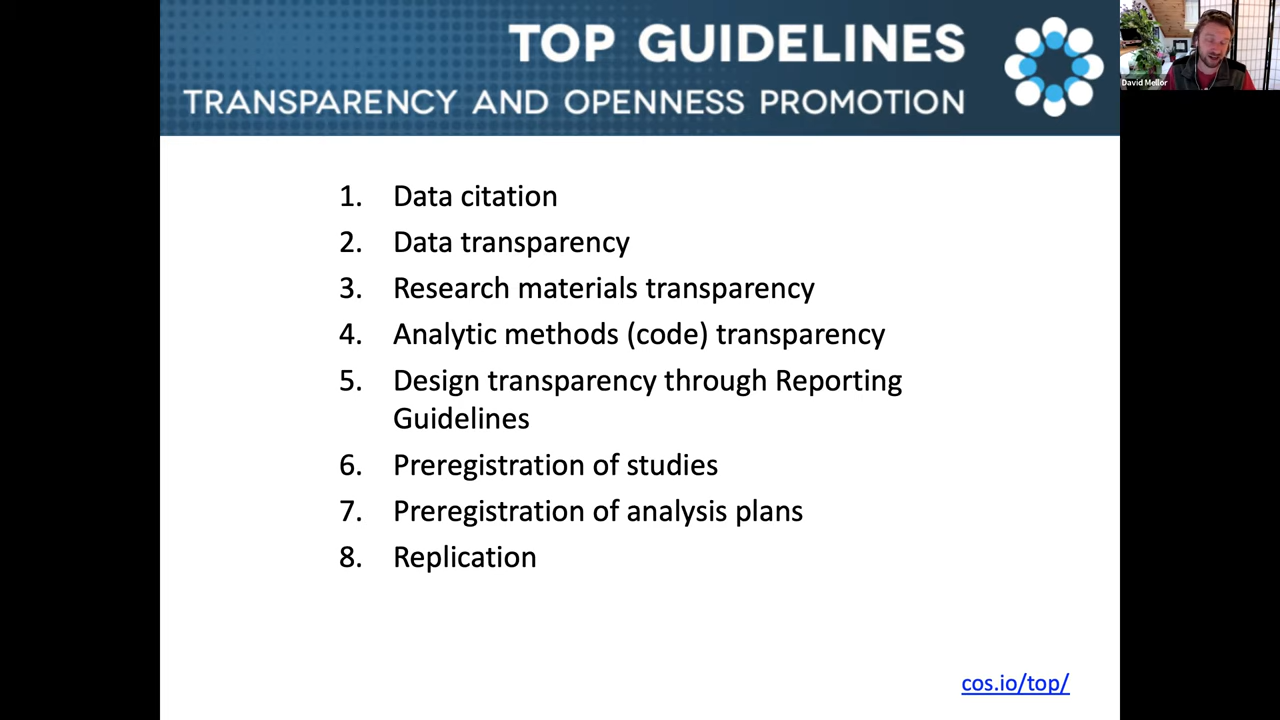 TOP GUIDELINES
TRANSPARENCY AND OPENNESS PROMOTION
David Mellor
1. Data citation
2. Data transparency
3. Research materials transparency
4. Analytic methods (code) transparency
5. Design transparency through Reporting
Guidelines
6. Preregistration of studies
7. Preregistration of analysis plans
8. Replication
cos.io/top/